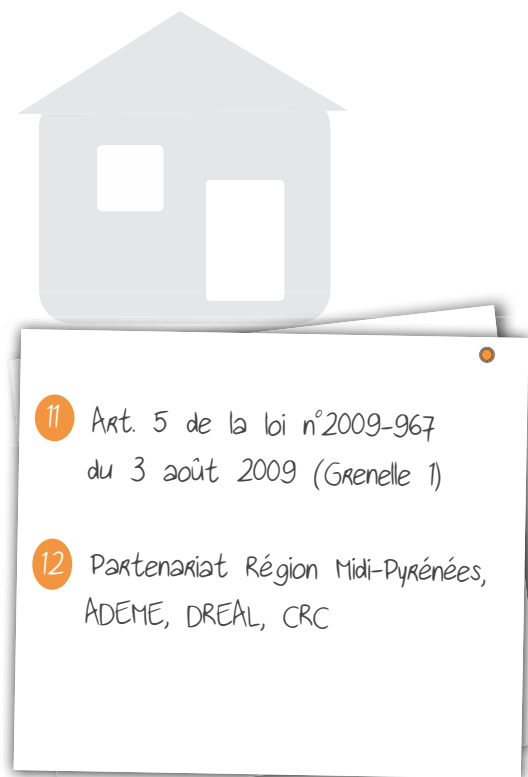 11 Art. 5 de la loi n°2009-967
du 3 août 2009 (Grenelle 1)
12 Partenariat Région Midi-Pyrénées,
ADEME, DREAL, CRC